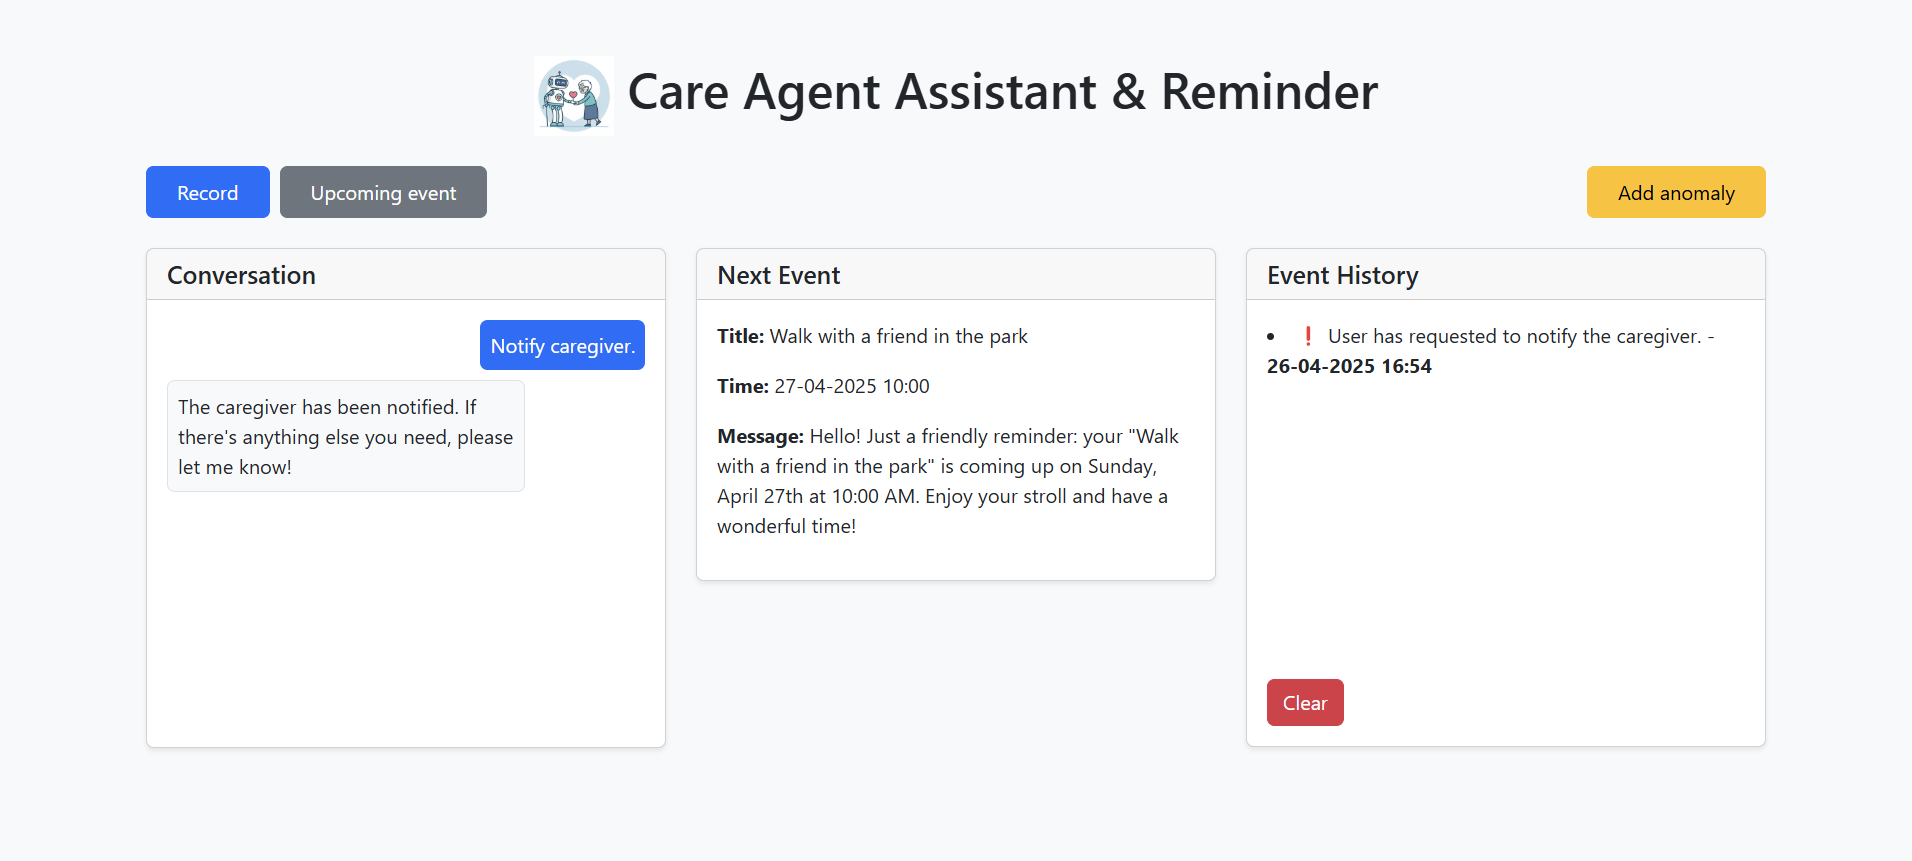 Care Agent Assistant & Reminder
Record
Upcoming event
Add anomaly
Conversation
Notify caregiver.
The caregiver has been notified. If
there's anything else you need, please
let me know!
Next Event
Title: Walk with a friend in the park
Time: 27-04-2025 10:00
Message: Hello! Just a friendly reminder: your "Walk
with a friend in the park" is coming up on Sunday,
April 27th at 10:00 AM. Enjoy your stroll and have a
wonderful time!
Event History
• ❗ User has requested to notify the caregiver. -
26-04-2025 16:54
Clear